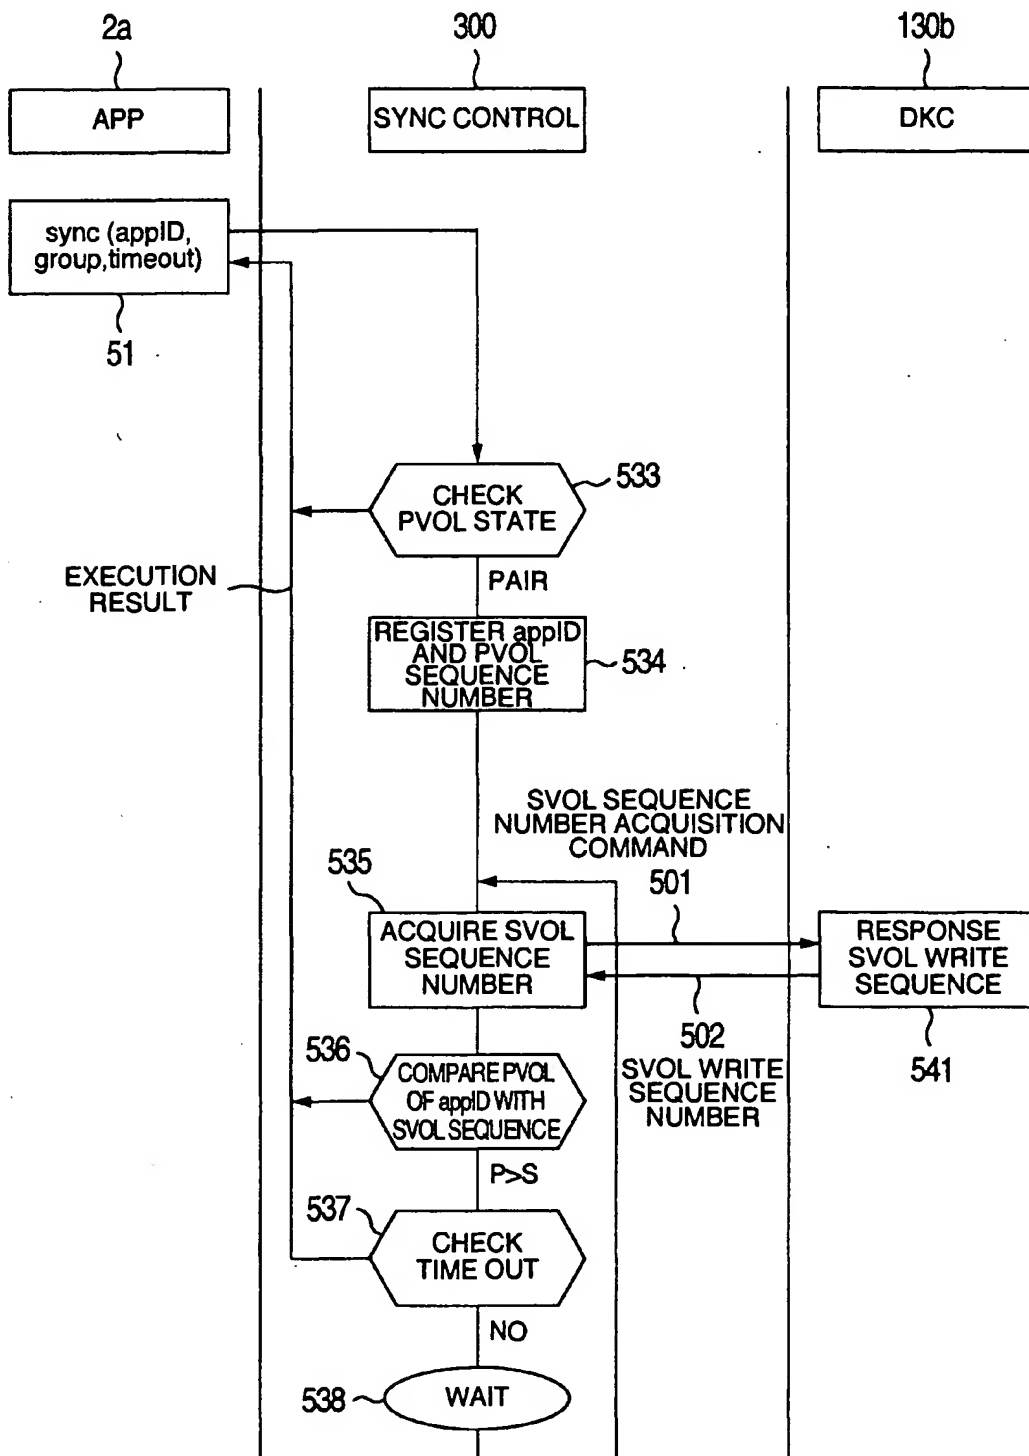 2a
300
130b
APP
SYNC CONTROL
DKC
sync (appID,
group,timeout)
51
CHECK
PVOL STATE
533
EXECUTION
RESULT
PAIR
REGISTER appID
AND PVOL
SEQUENCE
NUMBER
534
SVOL SEQUENCE
NUMBER ACQUISITION
COMMAND
535
501
ACQUIRE SVOL
SEQUENCE
NUMBER
RESPONSE
SVOL WRITE
SEQUENCE
502
541
SVOL WRITE
SEQUENCE
NUMBER
536
COMPARE PVOL
OF appID WITH
SVOL SEQUENCE
P>S
537
CHECK
TIME OUT
NO
538
WAIT